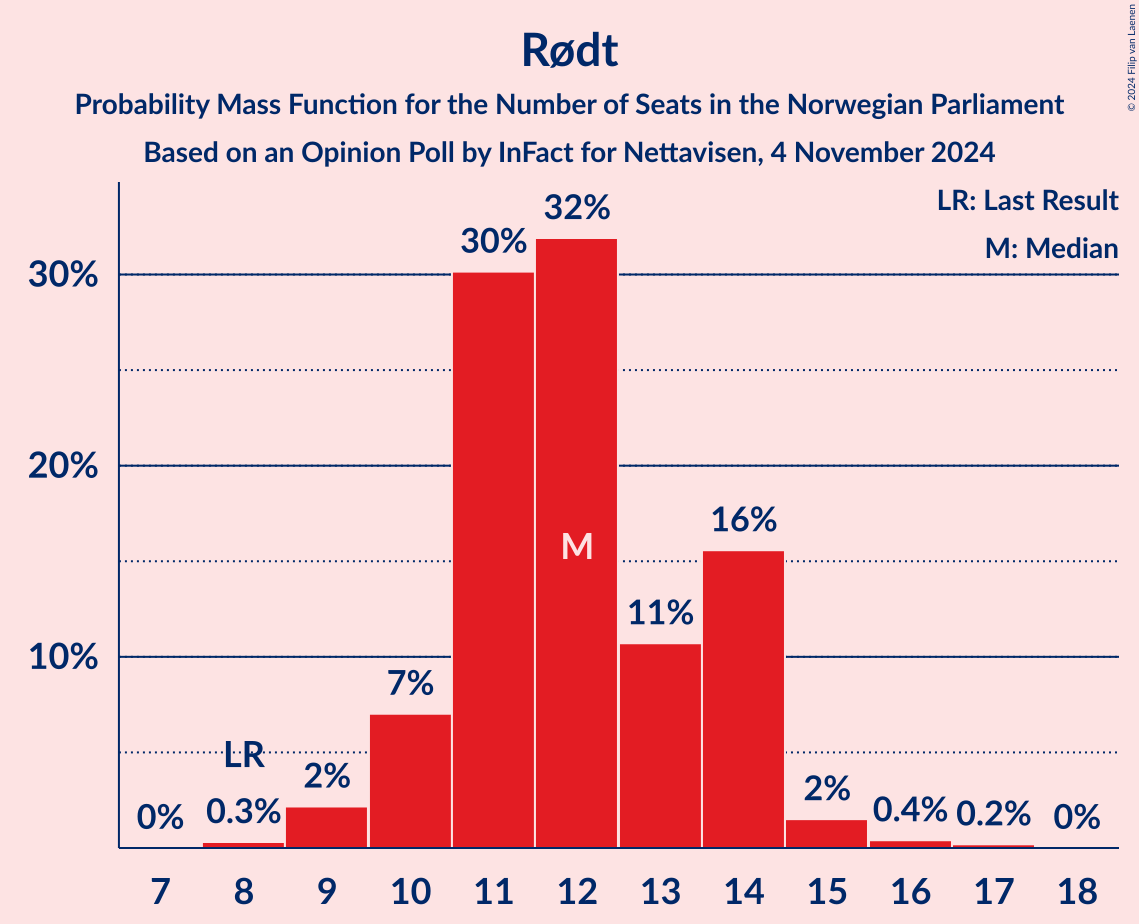 Rødt
Probability Mass Function for the Number of Seats in the Norwegian Parliament
Based on an Opinion Poll by InFact for Nettavisen, 4 November 2024
© 2024 Filip van Laenen
LR: Last Result
M: Median
30%
20%
10%
0%
LR
0.3%
2%
7%
30%
32%
M
11%
16%
2%
0.4%
0.2%
0%
7 8 9 10 11 12 13 14 15 16 17 18